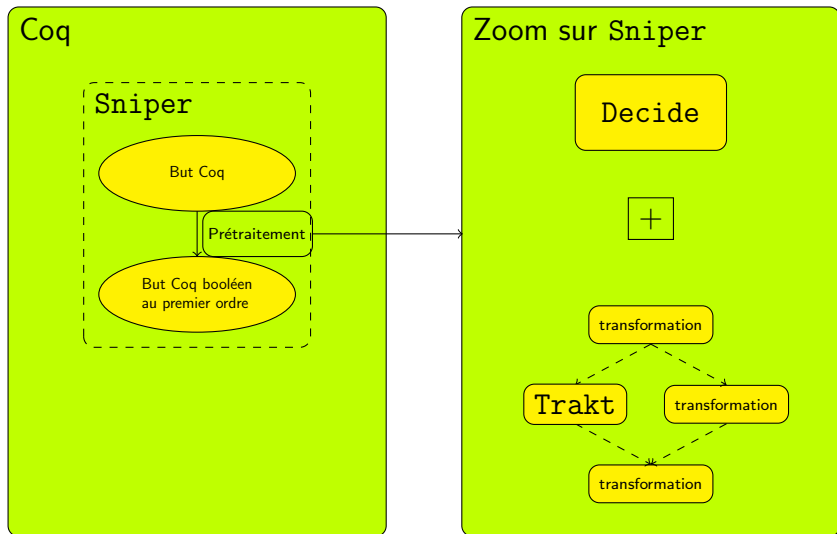 Coq
Sniper
But Coq
Prétraitement
But Coq booléen
au premier ordre
Zoom sur Sniper
Decide
+
transformation
Trakt
transformation
transformation